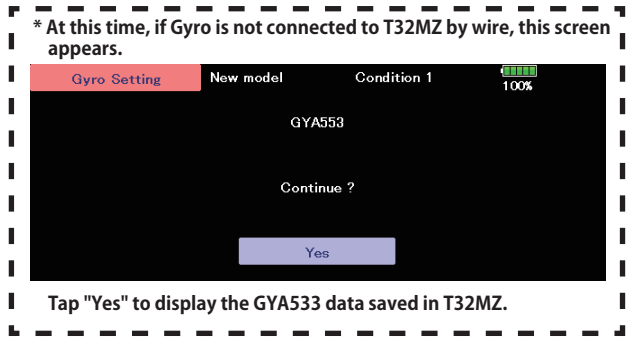 * At this time, if Gyro is not connected to T32MZ by wire, this screen
appears.
Gyro Setting New model Condition 1 100%
GYA553
Continue ?
Yes
Tap "Yes" to display the GYA533 data saved in T32MZ.